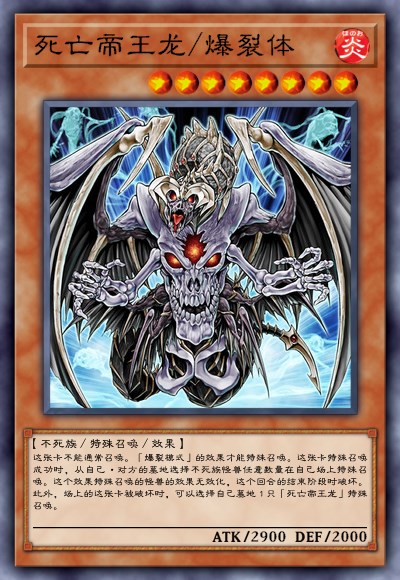 死亡帝王龙/爆裂体
ほのお
炎
【不死族/特殊召唤/效果】
这张卡不能通常召唤。「爆裂模式」的效果才能特殊召唤。这张卡特殊召唤
成功时，从自己·对方的墓地选择不死族怪兽任意数量在自己场上特殊召
唤。这个效果特殊召唤的怪兽的效果无效化，这个回合的结束阶段时破坏。
此外，场上的这张卡被破坏时，可以选择自己墓地1只「死亡帝王龙」特殊
召唤。
ATK/2900 DEF/2000